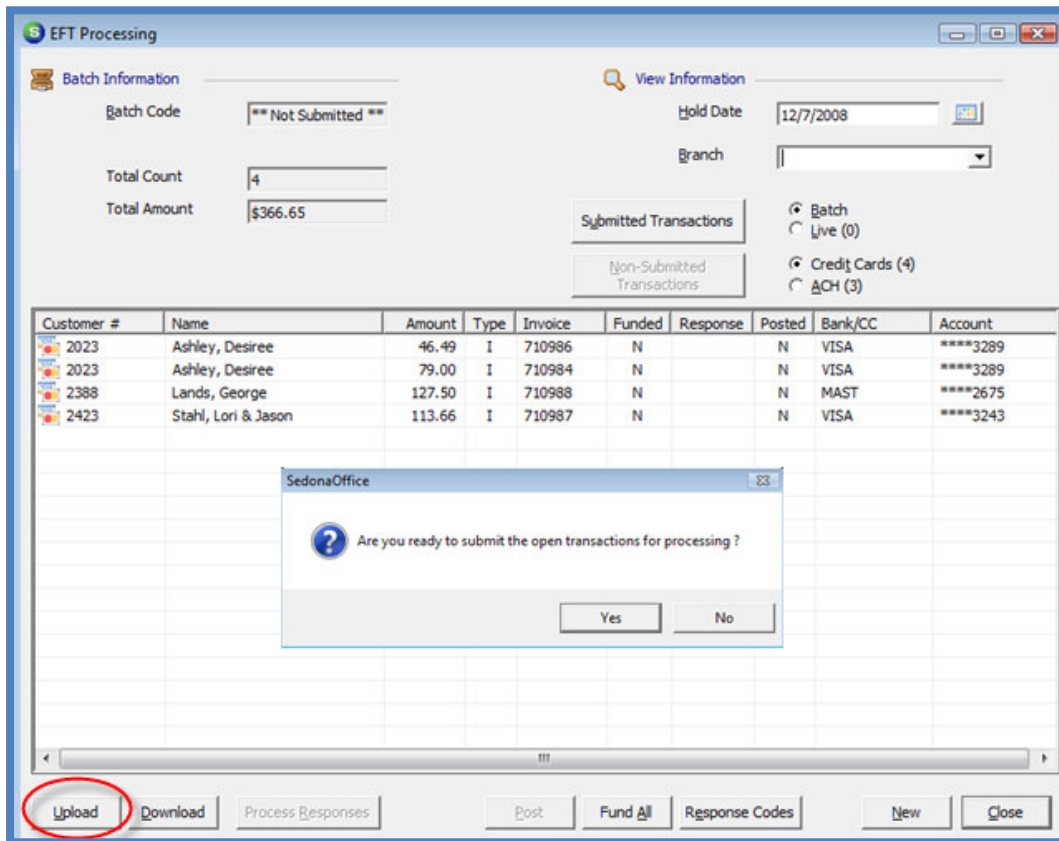 EFT Processing
Batch Information
View Information
Batch Code ** Not Submitted **
Hold Date 12/7/2008
Branch
Total Count 4
Total Amount $366.65
Submitted Transactions
Batch
Live (0)
Non-Submitted
Transactions
Credit Cards (4)
ACH (3)
Customer # Name Amount Type Invoice Funded Response Posted Bank/CC Account
2023 Ashley, Desiree 46.49 I 710986 N N VISA ****3289
2023 Ashley, Desiree 79.00 I 710984 N N VISA ****3289
2388 Lands, George 127.50 I 710988 N N MAST ****2675
2423 Stahl, Lori & Jason 113.66 I 710987 N N VISA ****3243
SedonaOffice
Are you ready to submit the open transactions for processing ?
Yes No
Upload Download Process Responses Post Fund All Response Codes New Close